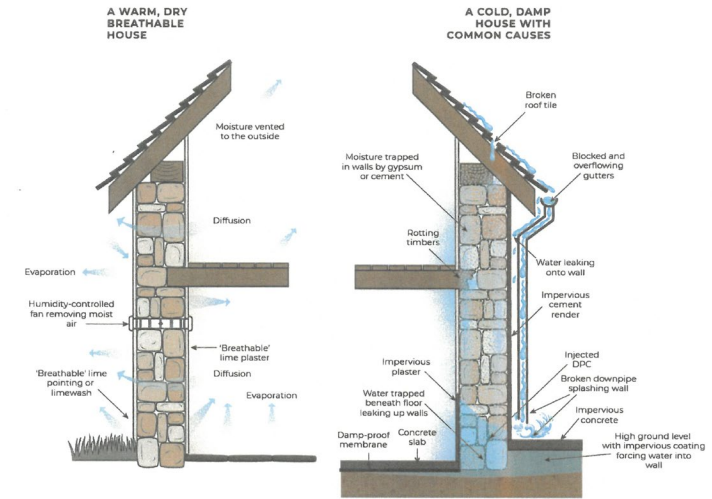 A WARM, DRY
BREATHABLE
HOUSE
Moisture vented
to the outside
Diffusion
Evaporation
Humidity-controlled
fan removing moist
air
'Breathable'
lime plaster
'Breathable' lime
pointing or
limewash
Diffusion
Evaporation
A COLD, DAMP
HOUSE WITH
COMMON CAUSES
Broken
roof tile
Moisture trapped
in walls by gypsum
or cement
Blocked and
overflowing
gutters
Rotting
timbers
Water leaking
onto wall
Impervious
cement
render
Impervious
plaster
Injected
DPC
Water trapped
beneath floor
leaking up walls
Broken downpipe
splashing wall
Impervious
concrete
Damp-proof
membrane
Concrete
slab
High ground level
with impervious coating
forcing water into
wall